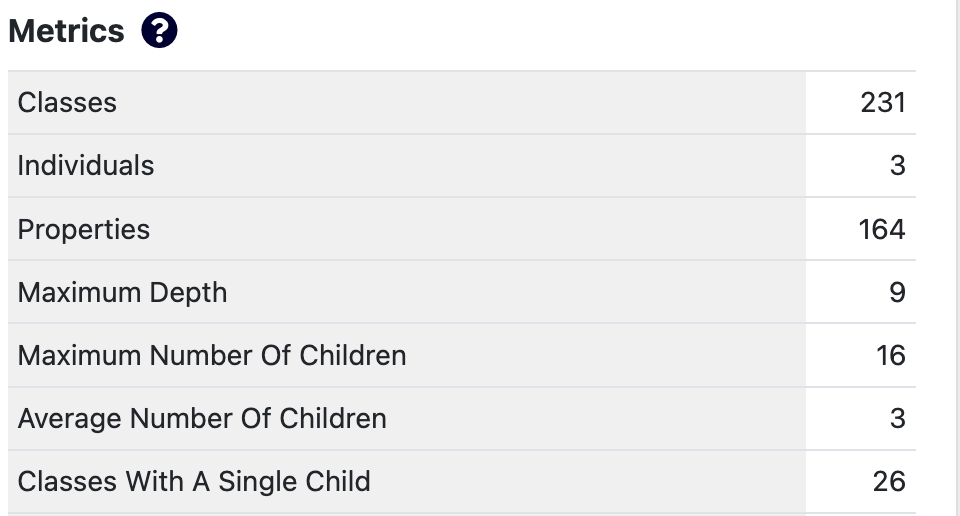 Metrics ?
Classes 231
Individuals 3
Properties 164
Maximum Depth 9
Maximum Number Of Children 16
Average Number Of Children 3
Classes With A Single Child 26